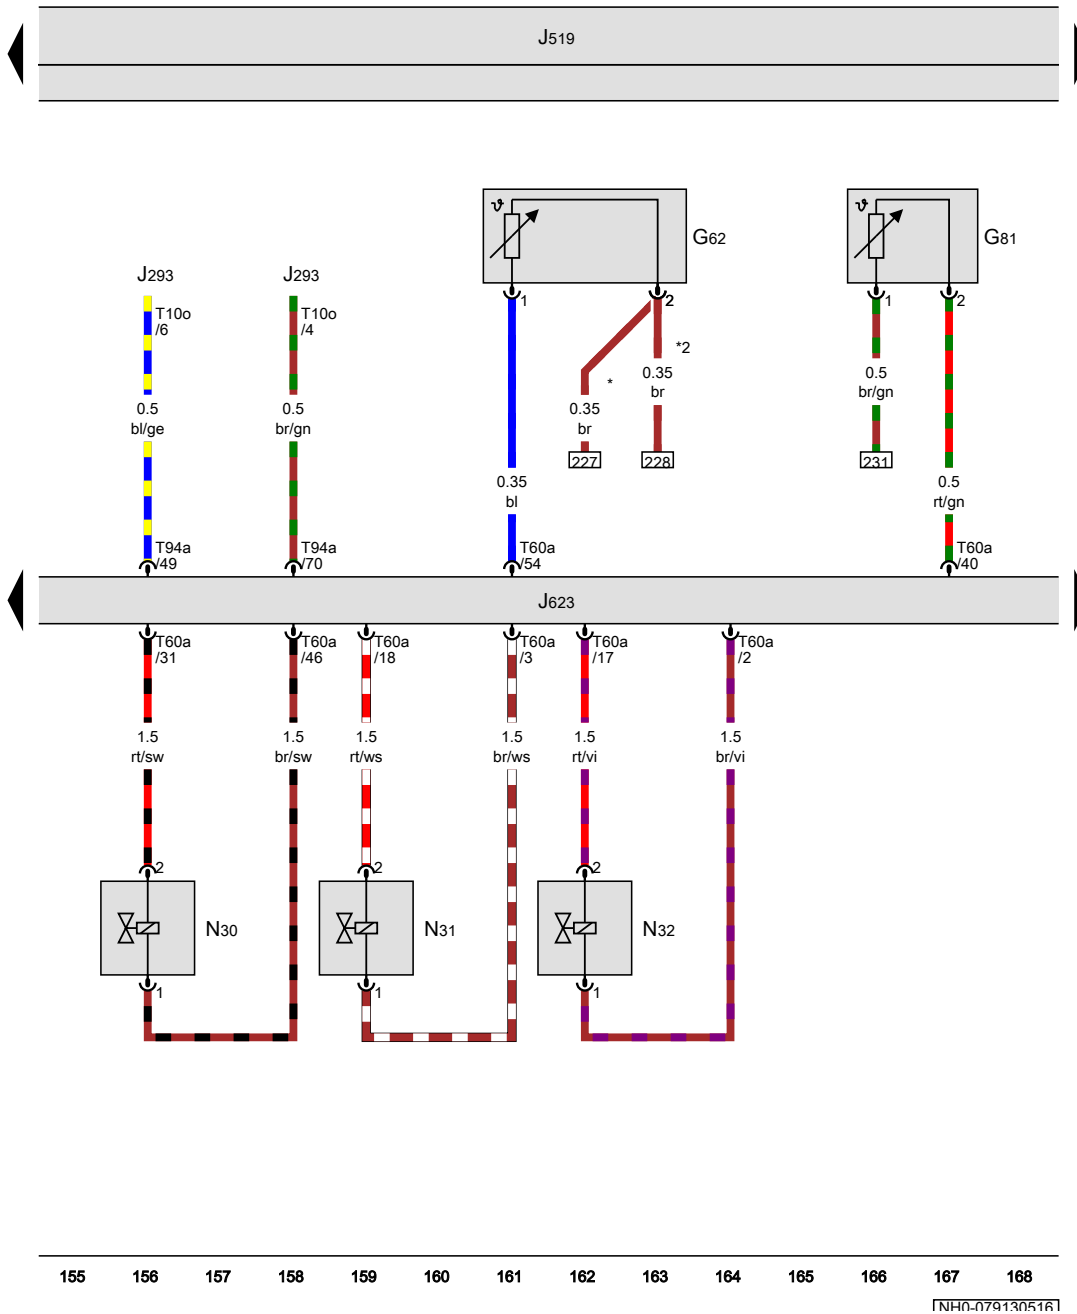 J519
G62
G81
J293
J293
1
2
1
2
T10o
/6
T10o
/4
*2
*
0.35
br
0.5
br/gn
0.5
bl/ge
0.5
br/gn
0.35
br
227
228
231
0.35
bl
0.5
rt/gn
T94a
/49
T94a
/70
T60a
/54
T60a
/40
J623
T60a
/31
T60a
/46
T60a
/18
T60a
/3
T60a
/17
T60a
/2
1.5
rt/sw
1.5
br/sw
1.5
rt/ws
1.5
br/ws
1.5
rt/vi
1.5
br/vi
2
2
2
N30
N31
N32
1
1
1
155 156 157 158 159 160 161 162 163 164 165 166 167 168
NH0-079130516